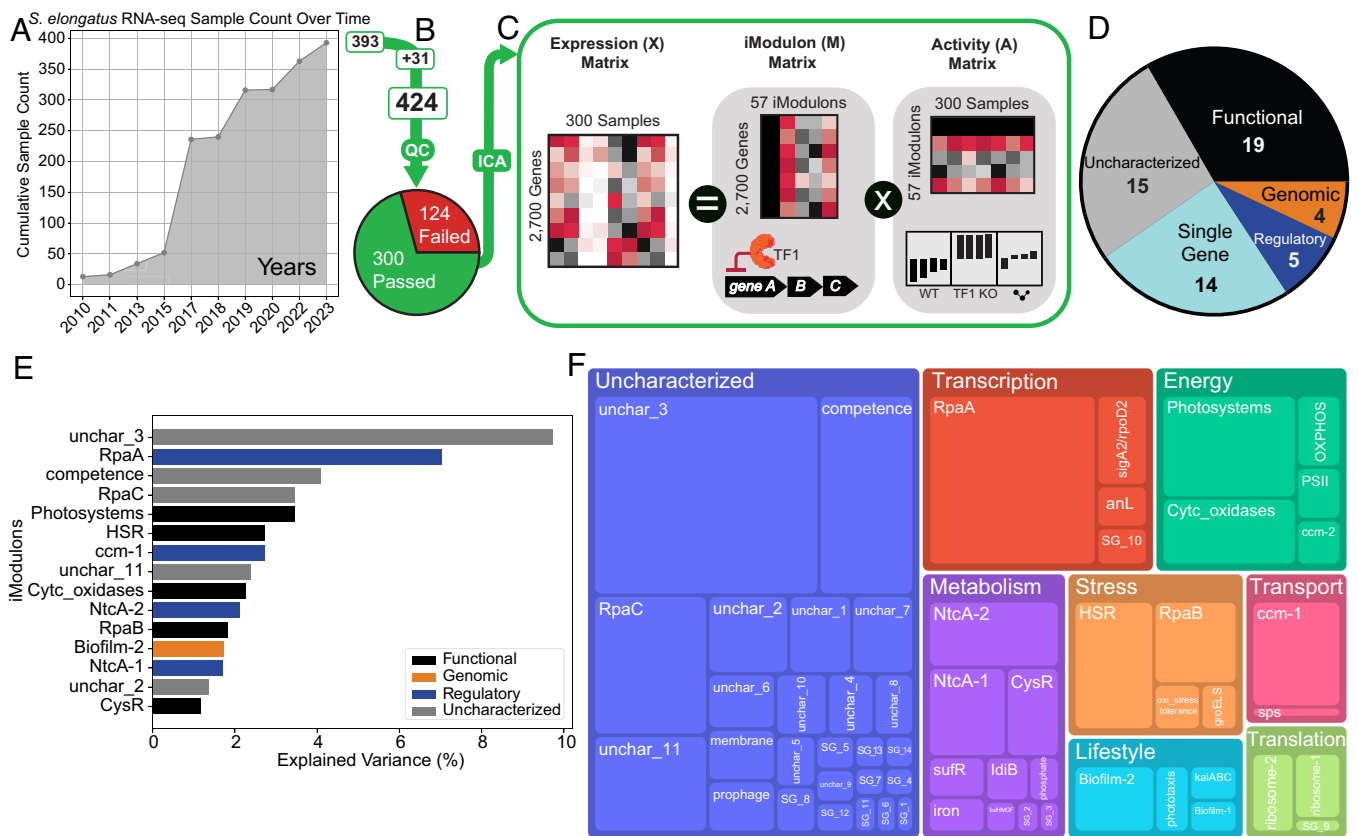 A
S. elongatus RNA-seq Sample Count Over Time
Cumulative Sample Count
400
350
300
250
200
150
100
50
0
Years
2010
2011
2013
2015
2017
2018
2019
2020
2022
2023
B
393
+31
424
QC
124
Failed
300
Passed
ICA
C
Expression (X)
Matrix
300 Samples
2,700 Genes
=
iModulon (M)
Matrix
57 iModulons
2,700 Genes
TF1
gene A
B
C
X
Activity (A)
Matrix
300 Samples
57 iModulons
WT
TF1 KO
D
Functional
19
Genomic
4
Regulatory
5
Single
Gene
14
Uncharacterized
15
E
iModulons
unchar_3
RpaA
competence
RpaC
Photosystems
HSR
ccm-1
unchar_11
Cytc_oxidases
NtcA-2
RpaB
Biofilm-2
NtcA-1
unchar_2
CysR
Functional
Genomic
Regulatory
Uncharacterized
0
2
4
6
8
10
Explained Variance (%)
F
Uncharacterized
unchar_3
competence
RpaC
unchar_2
unchar_1
unchar_7
unchar_6
unchar_10
unchar_4
unchar_8
unchar_11
membrane
prophage
unchar_5
SG_8
SG_5
SG_13
SG_14
unchar_9
SG_7
SG_4
SG_12
SG_11
SG_6
SG_1
Transcription
RpaA
sigA2/rpoD2
anL
SG_10
Energy
Photosystems
Cytc_oxidases
OXPHOS
PSII
ccm-2
Metabolism
NtcA-2
NtcA-1
CysR
sufR
IdiB
phosphate
iron
SG_2
SG_3
Stress
HSR
RpaB
oxi_stress
tolerance
groELS
Transport
ccm-1
sps
Lifestyle
Biofilm-2
phototaxis
kaiABC
Biofilm-1
Translation
ribosome-2
ribosome-1
SG_9